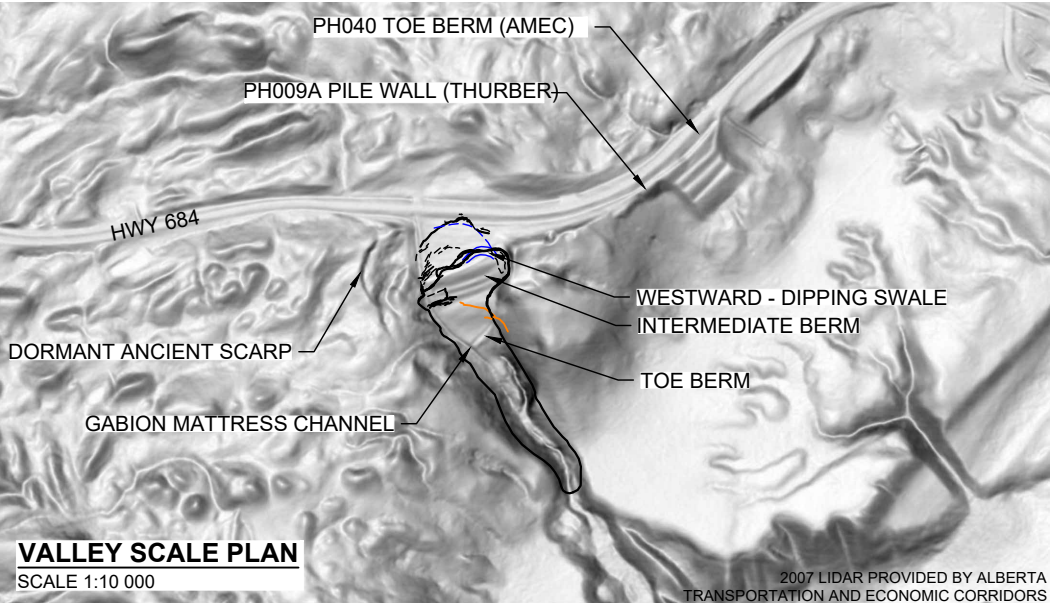 PH040 TOE BERM (AMEC)
PH009A PILE WALL (THURBER)
HWY 684
WESTWARD - DIPPING SWALE
INTERMEDIATE BERM
DORMANT ANCIENT SCARP
TOE BERM
GABION MATTRESS CHANNEL
VALLEY SCALE PLAN
SCALE 1:10 000
2007 LIDAR PROVIDED BY ALBERTA
TRANSPORTATION AND ECONOMIC CORRIDORS